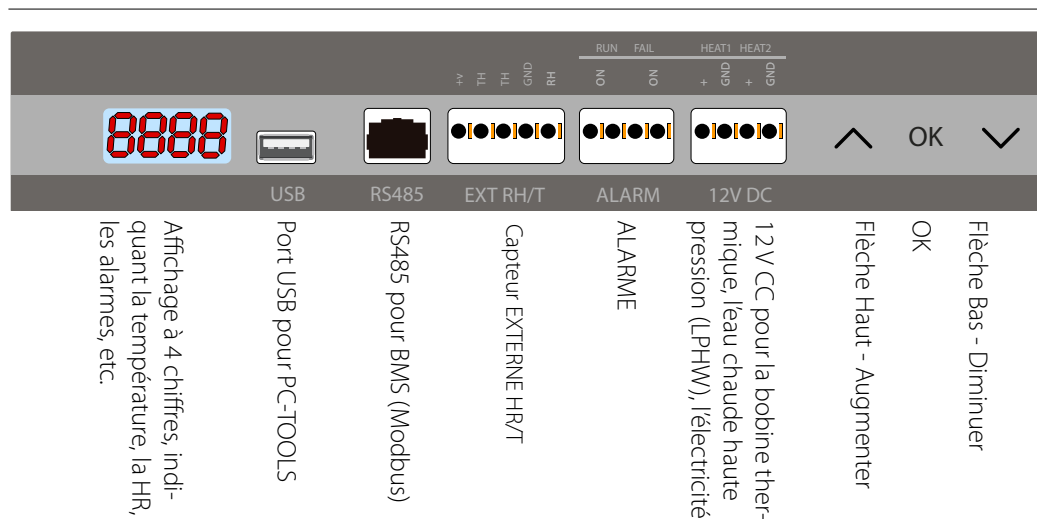 RUN FAIL HEAT1 HEAT2
+V TH TH GND RH NO NO + GND + GND
8888
OK
USB RS485 EXT RH/T ALARM 12V DC
Affichage à 4 chiffres, indi-
quant la température, la HR,
les alarmes, etc.
Port USB pour PC-TOOLS
RS485 pour BMS (Modbus)
Capteur EXTERNE HR/T
ALARME
12 V CC pour la bobine ther-
mique, l'eau chaude haute
pression (LPHW), l'électricité
Flèche Haut - Augmenter
OK
Flèche Bas - Diminuer